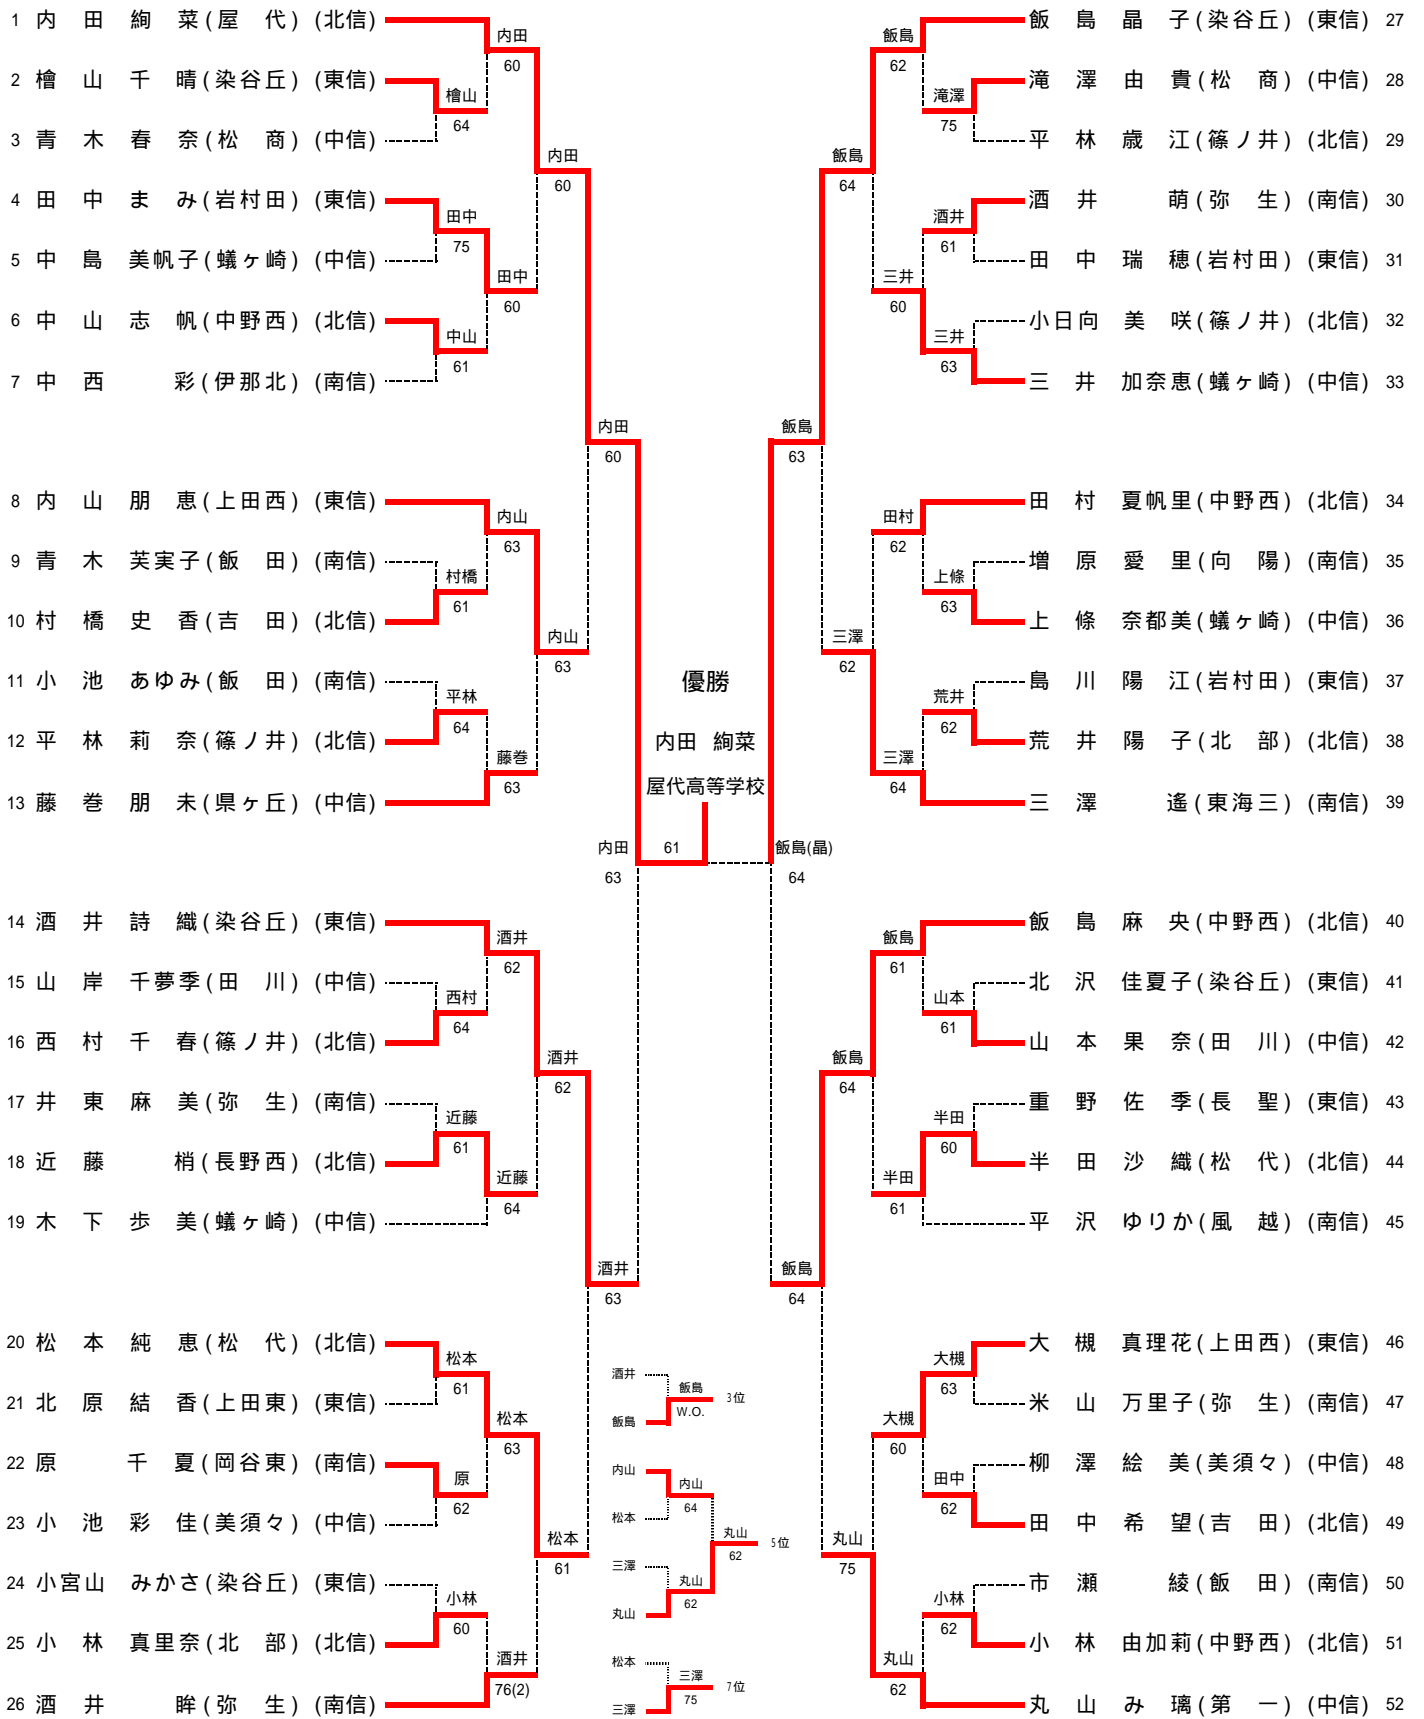 1 内 田 絢 菜(屋 代) (北信)
2 檜 山 千 晴(染谷丘) (東信)
3 青 木 春 奈(松 商) (中信)
4 田 中 ま み(岩村田) (東信)
5 中 島 美帆子(蟻ヶ崎) (中信)
6 中 山 志 帆(中野西) (北信)
7 中 西 彩(伊那北) (南信)
8 内 山 朋 恵(上田西) (東信)
9 青 木 芙実子(飯 田) (南信)
10 村 橋 史 香(吉 田) (北信)
11 小 池 あゆみ(飯 田) (南信)
12 平 林 莉 奈(篠ノ井) (北信)
13 藤 巻 朋 未(県ヶ丘) (中信)
14 酒 井 詩 織(染谷丘) (東信)
15 山 岸 千夢季(田 川) (中信)
16 西 村 千 春(篠ノ井) (北信)
17 井 東 麻 美(弥 生) (南信)
18 近 藤 梢(長野西) (北信)
19 木 下 歩 美(蟻ヶ崎) (中信)
20 松 本 純 恵(松 代) (北信)
21 北 原 結 香(上田東) (東信)
22 原 千 夏(岡谷東) (南信)
23 小 池 彩 佳(美須々) (中信)
24 小宮山 みかさ(染谷丘) (東信)
25 小 林 真里奈(北 部) (北信)
26 酒 井 眸(弥 生) (南信)
檜山
64
田中
75
中山
61
村橋
61
平林
64
西村
64
近藤
61
松本
61
原
62
小林
60
内田
60
田中
60
内山
63
藤巻
63
酒井
62
近藤
64
松本
63
酒井
76(2)
内田
60
内山
63
酒井
62
松本
61
内田
60
酒井
63
内田
63
優勝
内田 絢菜
屋代高等学校
61
飯島(晶)
64
飯島
63
飯島
64
飯島
64
三澤
62
飯島
64
丸山
75
飯島
62
三井
60
田村
62
三澤
64
飯島
61
半田
61
大槻
60
丸山
62
滝澤
75
酒井
61
三井
63
上條
63
荒井
62
山本
61
半田
60
大槻
63
田中
62
小林
62
飯 島 晶 子(染谷丘) (東信) 27
滝 澤 由 貴(松 商) (中信) 28
平 林 歳 江(篠ノ井) (北信) 29
酒 井 萌(弥 生) (南信) 30
田 中 瑞 穂(岩村田) (東信) 31
小日向 美 咲(篠ノ井) (北信) 32
三 井 加奈恵(蟻ヶ崎) (中信) 33
田 村 夏帆里(中野西) (北信) 34
増 原 愛 里(向 陽) (南信) 35
上 條 奈都美(蟻ヶ崎) (中信) 36
島 川 陽 江(岩村田) (東信) 37
荒 井 陽 子(北 部) (北信) 38
三 澤 遙(東海三) (南信) 39
飯 島 麻 央(中野西) (北信) 40
北 沢 佳夏子(染谷丘) (東信) 41
山 本 果 奈(田 川) (中信) 42
重 野 佐 季(長 聖) (東信) 43
半 田 沙 織(松 代) (北信) 44
平 沢 ゆりか(風 越) (南信) 45
大 槻 真理花(上田西) (東信) 46
米 山 万里子(弥 生) (南信) 47
柳 澤 絵 美(美須々) (中信) 48
田 中 希 望(吉 田) (北信) 49
市 瀬 綾(飯 田) (南信) 50
小 林 由加莉(中野西) (北信) 51
丸 山 み 璃(第 一) (中信) 52
酒井
飯島
飯島
W.O.
3位
内山
松本
内山
64
三澤
丸山
丸山
62
丸山
62
5位
松本
三澤
三澤
75
7位